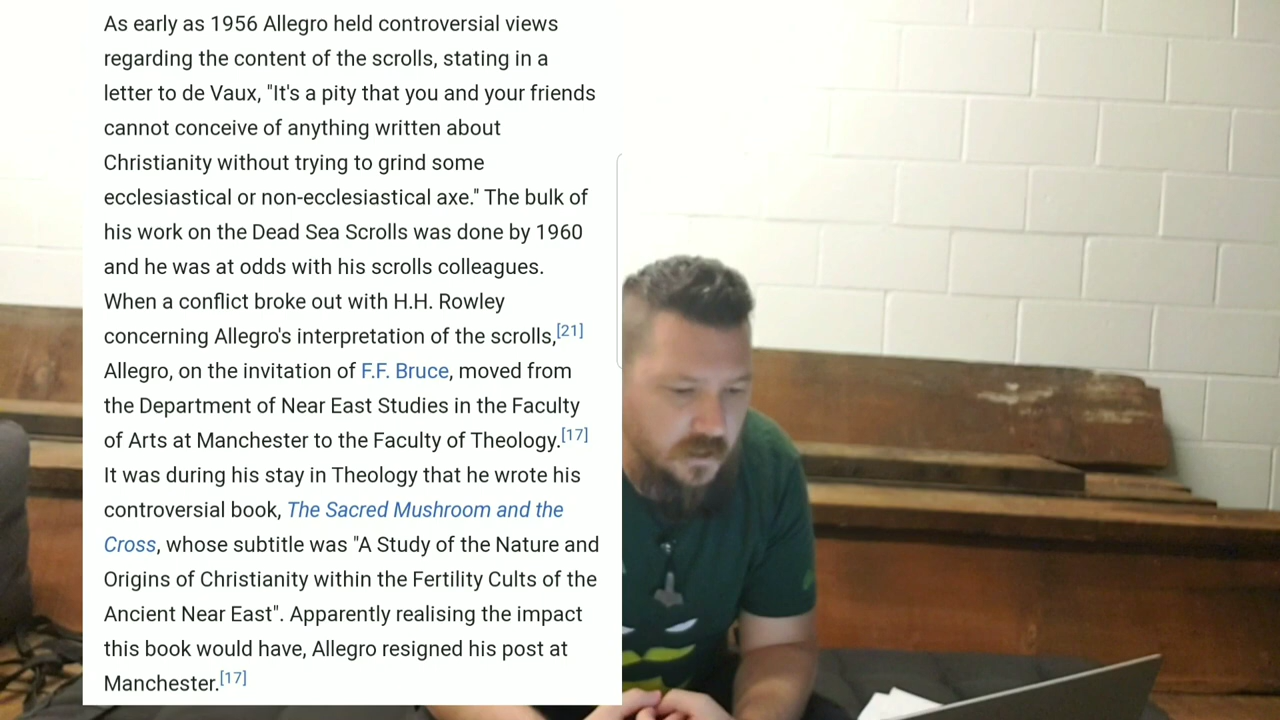 As early as 1956 Allegro held controversial views
regarding the content of the scrolls, stating in a
letter to de Vaux, "It's a pity that you and your friends
cannot conceive of anything written about
Christianity without trying to grind some
ecclesiastical or non-ecclesiastical axe." The bulk of
his work on the Dead Sea Scrolls was done by 1960
and he was at odds with his scrolls colleagues.
When a conflict broke out with H.H. Rowley
concerning Allegro's interpretation of the scrolls,[21]
Allegro, on the invitation of F.F. Bruce, moved from
the Department of Near East Studies in the Faculty
of Arts at Manchester to the Faculty of Theology.[17]
It was during his stay in Theology that he wrote his
controversial book, The Sacred Mushroom and the
Cross, whose subtitle was "A Study of the Nature and
Origins of Christianity within the Fertility Cults of the
Ancient Near East". Apparently realising the impact
this book would have, Allegro resigned his post at
Manchester.[17]